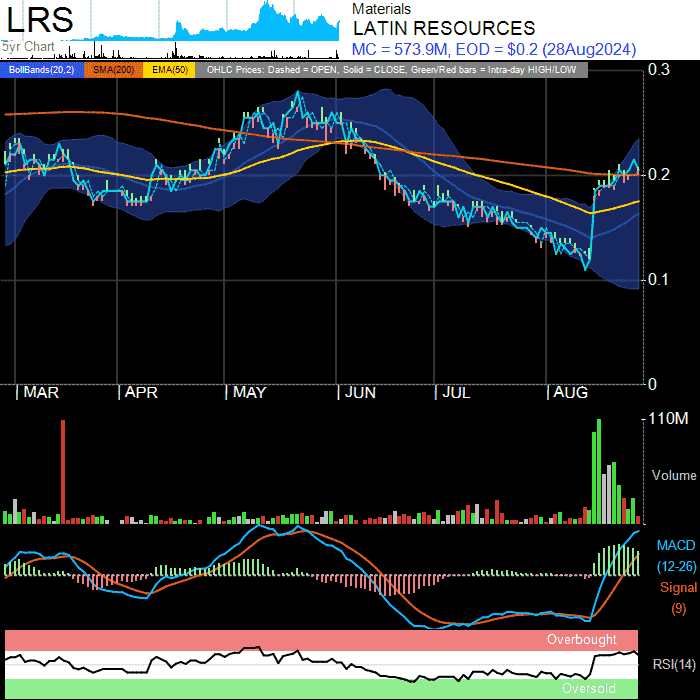 LRS
5yr Chart
Materials
LATIN RESOURCES
MC = 573.9M, EOD = $0.2 (28Aug2024)
BollBands(20,2) SMA(200) EMA(50) OHLC Prices: Dashed = OPEN, Solid = CLOSE, Green/Red bars = Intra-day HIGH/LOW
0.3
0.2
0.1
0
| MAR | APR | MAY | JUN | JUL | AUG
110M
Volume
MACD
(12-26)
Signal
(9)
Overbought
RSI(14)
Oversold